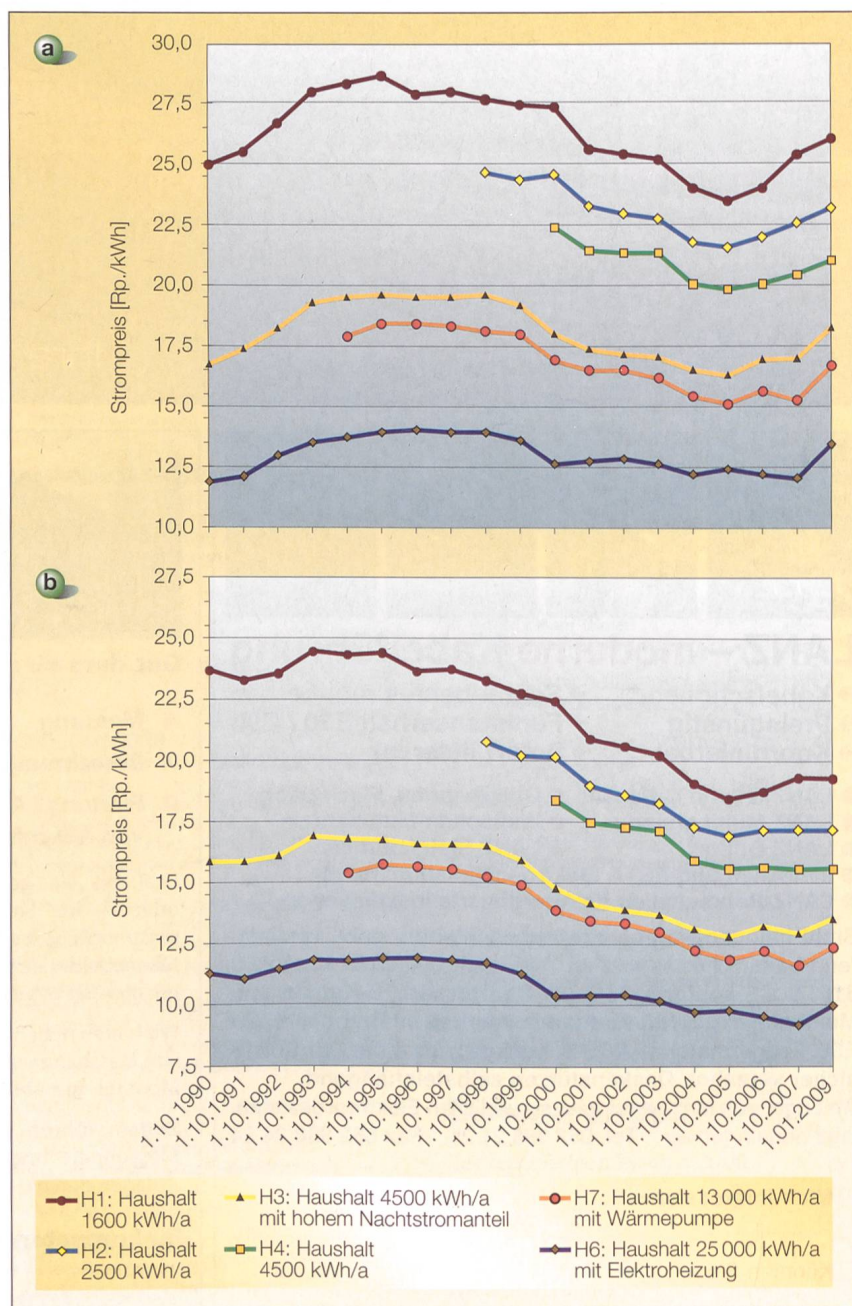 a
30,0
27,5
25,0
22,5
20,0
17,5
15,0
12,5
10,0
Strompreis [Rp./kWh]
b
27,5
25,0
22,5
20,0
17,5
15,0
12,5
10,0
7,5
Strompreis [Rp./kWh]
1.10.1990
1.10.1991
1.10.1992
1.10.1993
1.10.1994
1.10.1995
1.10.1996
1.10.1997
1.10.1998
1.10.1999
1.10.2000
1.10.2001
1.10.2002
1.10.2003
1.10.2004
1.10.2005
1.10.2006
1.10.2007
1.01.2009
H1: Haushalt
1600 kWh/a
H3: Haushalt 4500 kWh/a
mit hohem Nachtstromanteil
H7: Haushalt 13 000 kWh/a
mit Wärmepumpe
H2: Haushalt
2500 kWh/a
H4: Haushalt
4500 kWh/a
H6: Haushalt 25 000 kWh/a
mit Elektroheizung